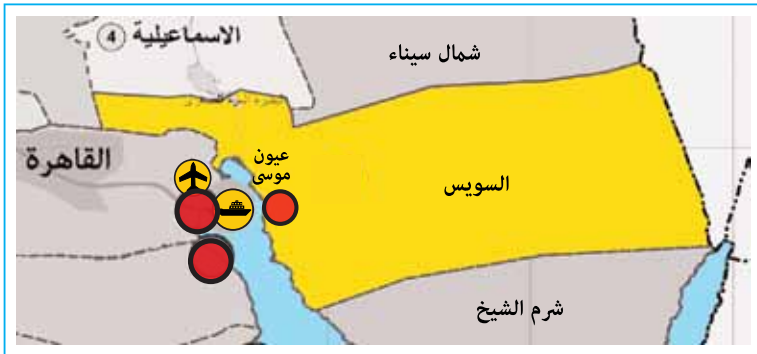 الاسماعيلية 4
شمال سيناء
القاهرة
عيون
موسى
السويس
شرم الشيخ